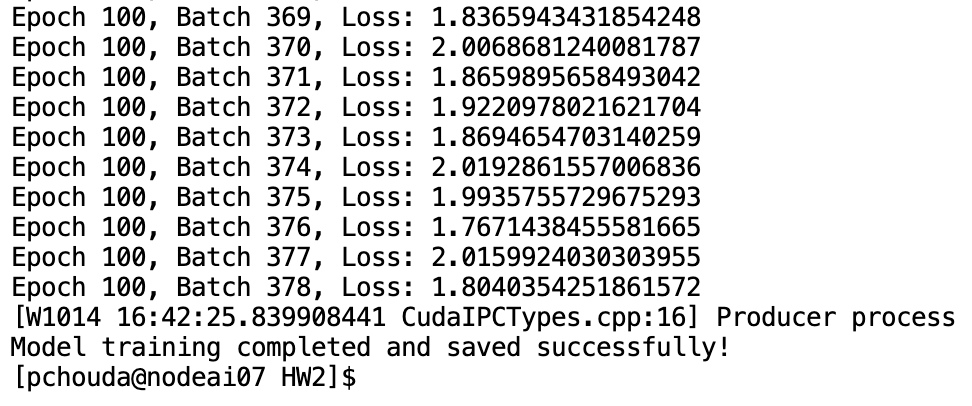 Epoch 100, Batch 369, Loss: 1.8365943431854248
Epoch 100, Batch 370, Loss: 2.0068681240081787
Epoch 100, Batch 371, Loss: 1.8659895658493042
Epoch 100, Batch 372, Loss: 1.9220978021621704
Epoch 100, Batch 373, Loss: 1.8694654703140259
Epoch 100, Batch 374, Loss: 2.0192861557006836
Epoch 100, Batch 375, Loss: 1.9935755729675293
Epoch 100, Batch 376, Loss: 1.7671438455581665
Epoch 100, Batch 377, Loss: 2.0159924030303955
Epoch 100, Batch 378, Loss: 1.8040354251861572
[W1014 16:42:25.839908441 CudaIPCTypes.cpp:16] Producer process
Model training completed and saved successfully!
[pchouda@nodeai07 HW2]$